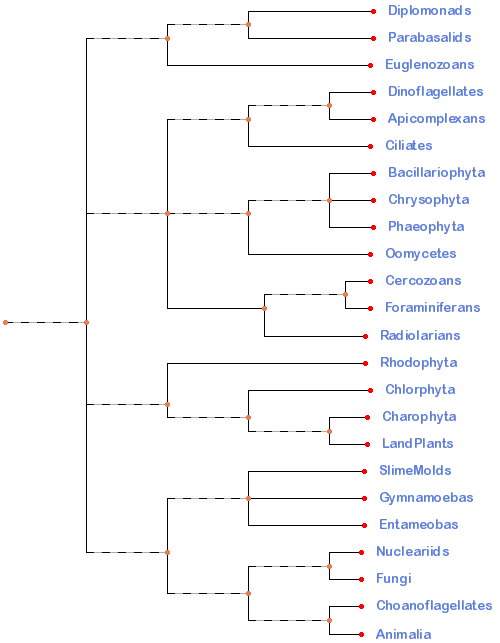 Diplomonads
Parabasalids
Euglenozoans
Dinoflagellates
Apicomplexans
Ciliates
Bacillariophyta
Chrysophyta
Phaeophyta
Oomycetes
Cercozoans
Foraminiferans
Radiolarians
Rhodophyta
Chlorphyta
Charophyta
LandPlants
SlimeMolds
Gymnamoebas
Entameobas
Nucleariids
Fungi
Choanoflagellates
Animalia